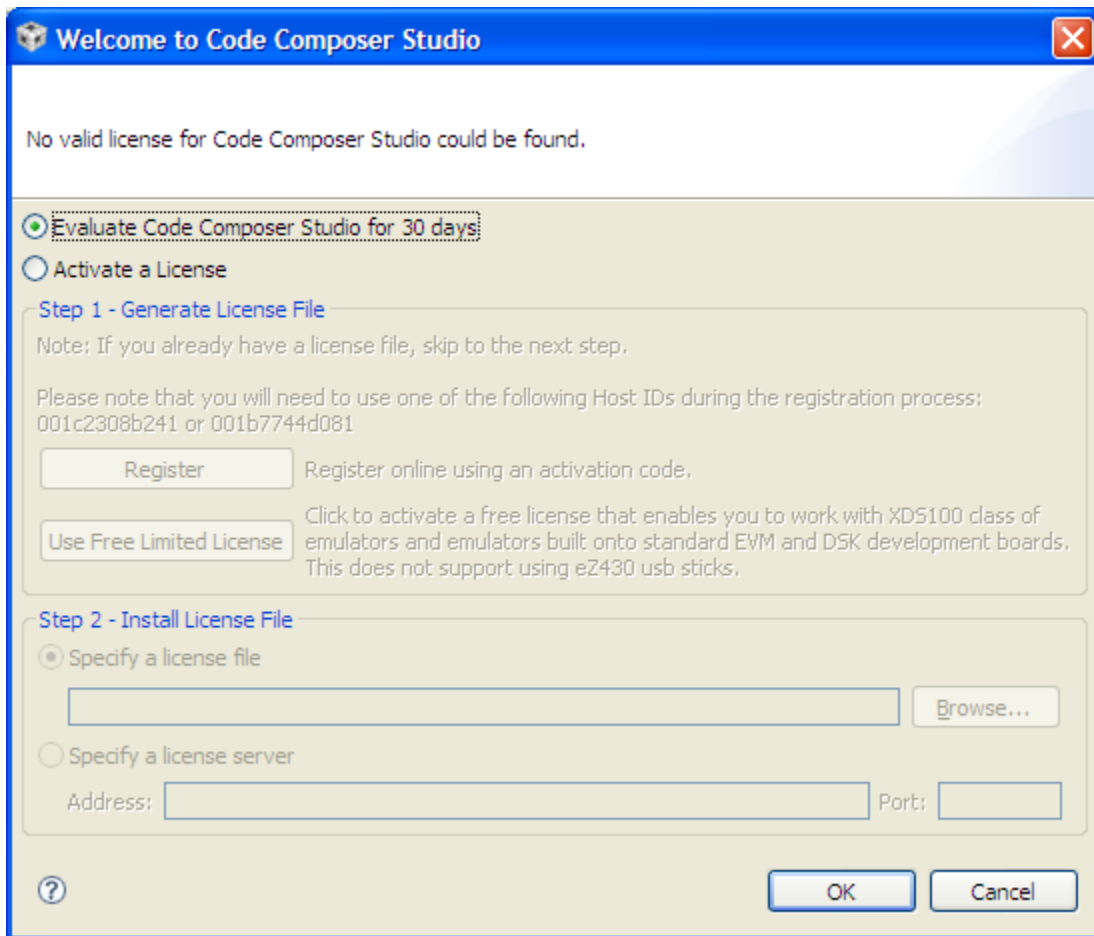 Welcome to Code Composer Studio
No valid license for Code Composer Studio could be found.
Evaluate Code Composer Studio for 30 days
Activate a License
Step 1 - Generate License File
Note: If you already have a license file, skip to the next step.
Please note that you will need to use one of the following Host IDs during the registration process:
001c2308b241 or 001b7744d081
Register Register online using an activation code.
Click to activate a free license that enables you to work with XDS100 class of
Use Free Limited License emulators and emulators built onto standard EVM and DSK development boards.
This does not support using eZ430 usb sticks.
Step 2 - Install License File
Specify a license file
Browse...
Specify a license server
Address: Port:
? OK Cancel